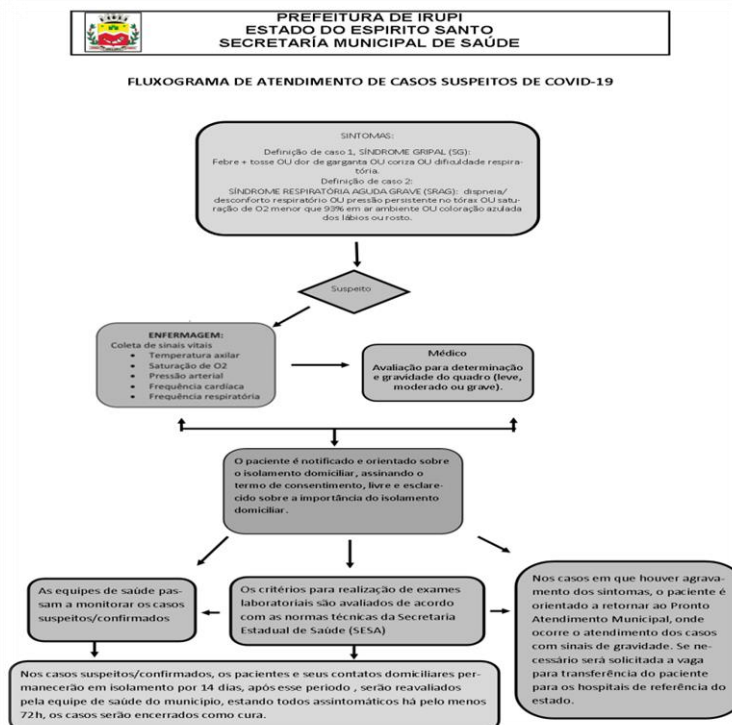 PREFEITURA DE IRUPI
ESTADO DO ESPIRITO SANTO
SECRETARÍA MUNICIPAL DE SAÚDE
FLUXOGRAMA DE ATENDIMENTO DE CASOS SUSPEITOS DE COVID-19
SINTOMAS:
Definição de caso 1, SÍNDROME GRIPAL (SG):
Febre + tosse OU dor de garganta OU coriza OU dificuldade respira-
tória.
Definição de caso 2:
SÍNDROME RESPIRATÓRIA AGUDA GRAVE (SRAG): dispneia/
desconforto respiratório OU pressão persistente no tórax OU satu-
ração de O2 menor que 93% em ar ambiente OU coloração azulada
dos lábios ou rosto.
Suspeito
ENFERMAGEM:
Coleta de sinais vitais
• Temperatura axilar
• Saturação de O2
• Pressão arterial
• Frequência cardíaca
• Frequência respiratória
Médico
Avaliação para determinação
e gravidade do quadro (leve,
moderado ou grave).
O paciente é notificado e orientado sobre
o isolamento domiciliar, assinando o
termo de consentimento, livre e esclare-
cido sobre a importância do isolamento
domiciliar.
As equipes de saúde pas-
sam a monitorar os casos
suspeitos/confirmados
Os critérios para realização de exames
laboratoriais são avaliados de acordo
com as normas técnicas da Secretaria
Estadual de Saúde (SESA)
Nos casos em que houver agrava-
mento dos sintomas, o paciente é
orientado a retornar ao Pronto
Atendimento Municipal, onde
ocorre o atendimento dos casos
com sinais de gravidade. Se ne-
cessário será solicitada a vaga
para transferência do paciente
para os hospitais de referência do
estado.
Nos casos suspeitos/confirmados, os pacientes e seus contatos domiciliares per-
manecerão em isolamento por 14 dias, após esse periodo , serão reavaliados
pela equipe de saúde do municipio, estando todos assintomáticos há pelo menos
72h, os casos serão encerrados como cura.